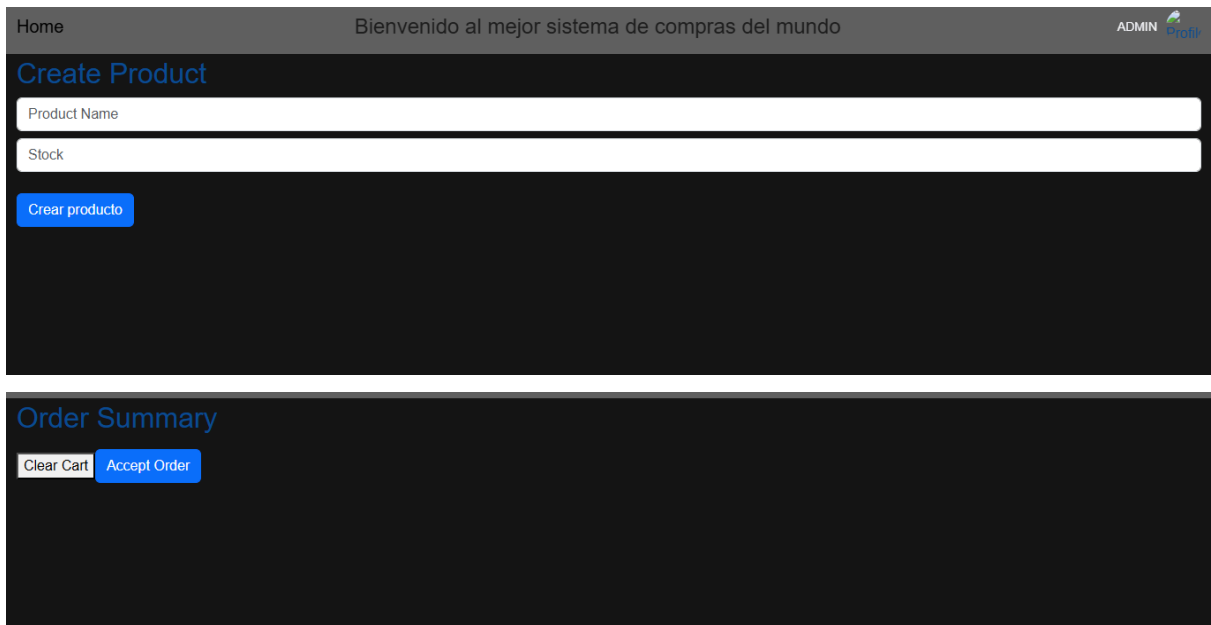 Home Bienvenido al mejor sistema de compras del mundo ADMIN
Create Product
Product Name
Stock
Crear producto
Order Summary
Clear Cart Accept Order